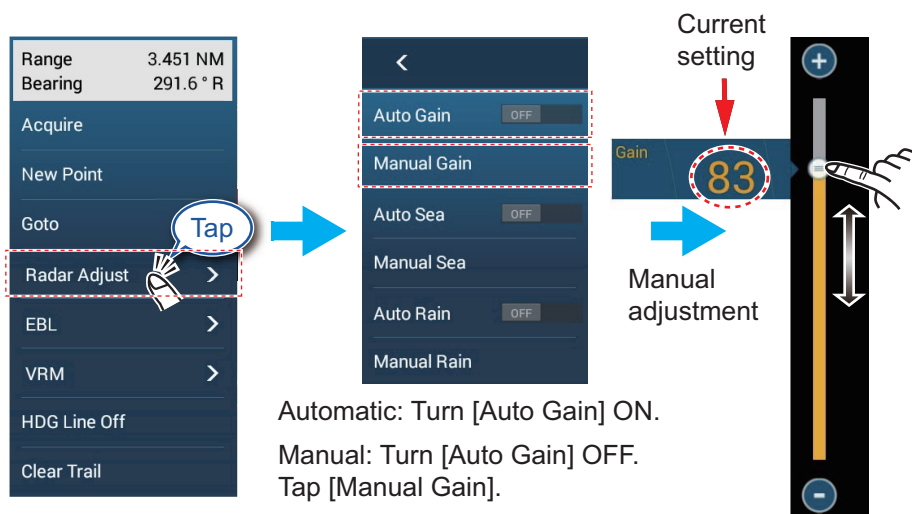 Range 3.451 NM
Bearing 291.6 ° R
Acquire
New Point
Goto
Tap
Radar Adjust >
EBL >
VRM >
HDG Line Off
Clear Trail
<
Auto Gain OFF
Manual Gain
Auto Sea OFF
Manual Sea
Auto Rain OFF
Manual Rain
Current
setting
Gain
83
Manual
adjustment
+
-
Automatic: Turn [Auto Gain] ON.
Manual: Turn [Auto Gain] OFF.
Tap [Manual Gain].